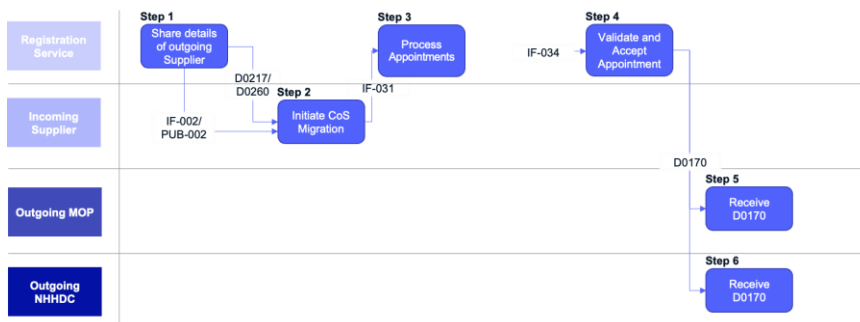 Step 1
Step 3
Step 4
Registration
Service
Share details
of outgoing
Supplier
Process
Appointments
IF-034
Validate and
Accept
Appointment
D0217/
D0260
Step 2
IF-031
Incoming
Supplier
IF-002/
PUB-002
Initiate CoS
Migration
D0170
Step 5
Outgoing MOP
Receive
D0170
Step 6
Outgoing
NHHDC
Receive
D0170